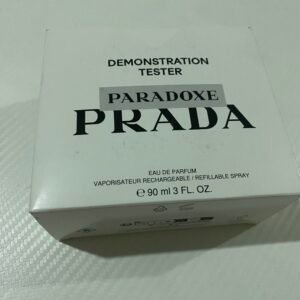 DEMONSTRATION
TESTER
PARADOXE
PRADA
EAU DE PARFUM
VAPORISATEUR RECHARGEABLE / REFILLABLE SPRAY
℮ 90 ml 3 FL. OZ.